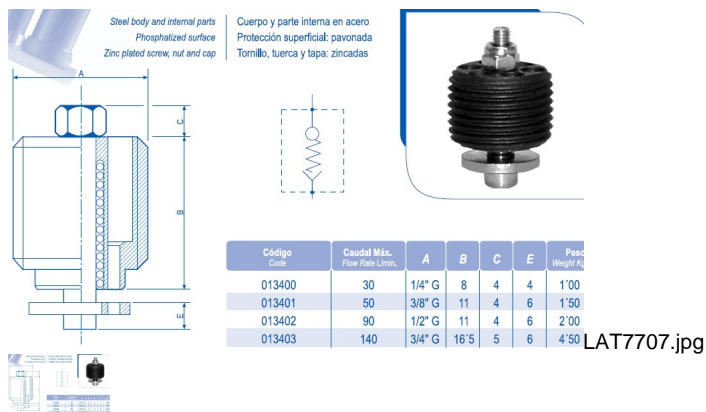 Steel body and internal parts
Phosphatized surface
Zinc plated screw, nut and cap
Cuerpo y parte interna en acero
Protección superficial: pavonada
Tornillo, tuerca y tapa: zincadas
A
C
B
E
Código Caudal Máx. A B C E Peso
Code Flow Rate L/min. Weight Kg
013400 30 1/4" G 8 4 4 1´00
013401 50 3/8" G 11 4 6 1´50
013402 90 1/2" G 11 4 6 2´00
013403 140 3/4" G 16´5 5 6 4´50
LAT7707.jpg